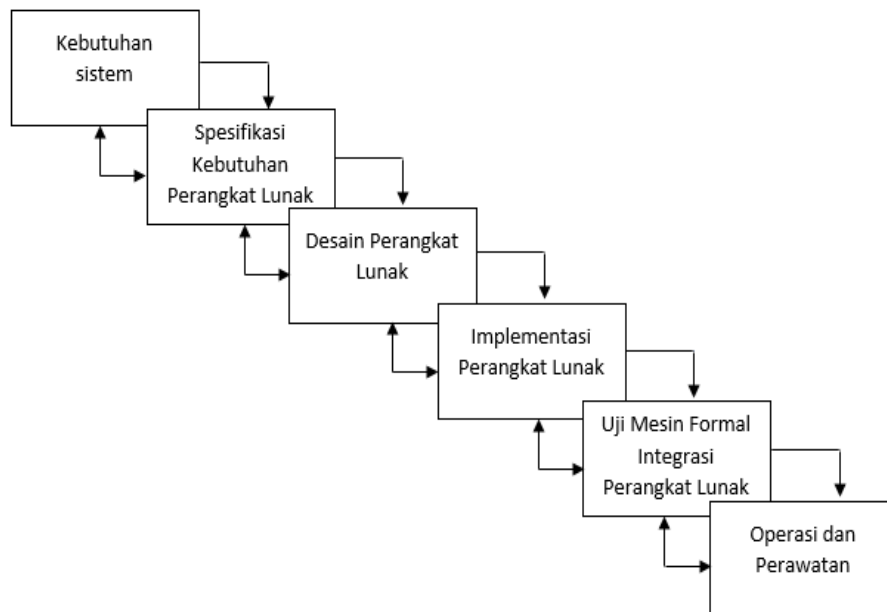 Kebutuhan
sistem
Spesifikasi
Kebutuhan
Perangkat Lunak
Desain Perangkat
Lunak
Implementasi
Perangkat Lunak
Uji Mesin Formal
Integrasi
Perangkat Lunak
Operasi dan
Perawatan